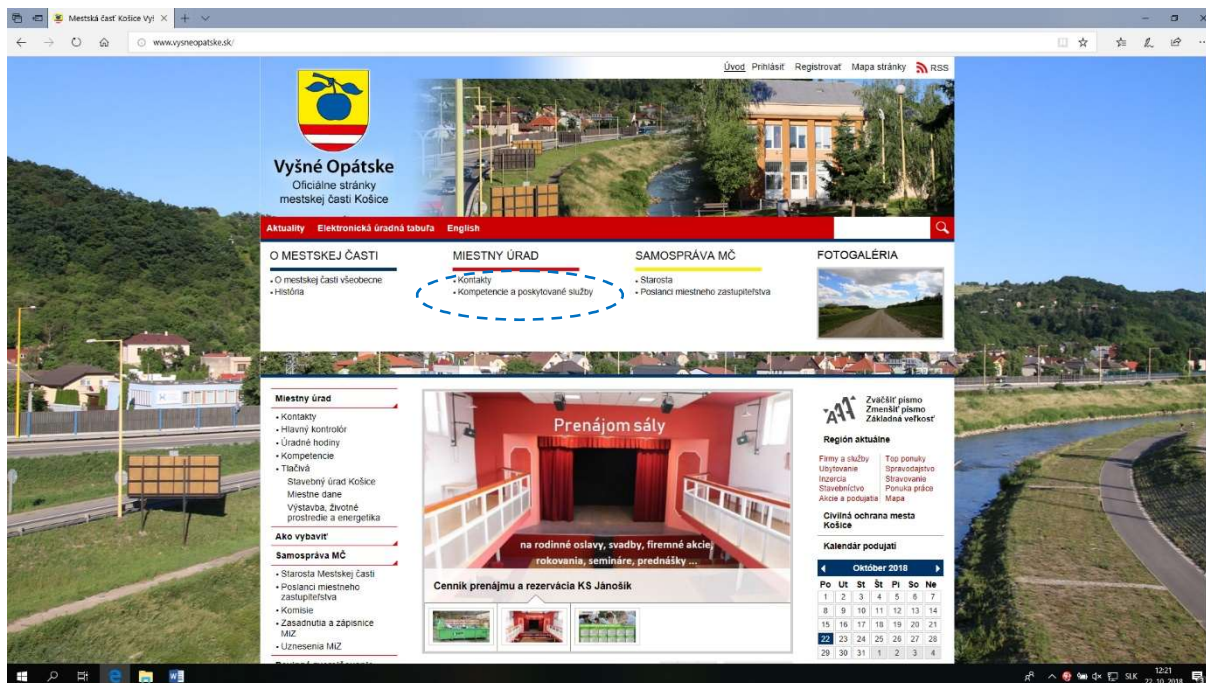 Mestská časť Košice Vyš
www.vysneopatske.sk/
Úvod Prihlásiť Registrovať Mapa stránky RSS
Vyšné Opátske
Oficiálne stránky
mestskej časti Košice
Aktuality Elektronická úradná tabuľa English
O MESTSKEJ ČASTI
• O mestskej časti všeobecne
• História
MIESTNY ÚRAD
• Kontakty
• Kompetencie a poskytované služby
SAMOSPRÁVA MČ
• Starosta
• Poslanci miestneho zastupiteľstva
FOTOGALÉRIA
Miestny úrad
• Kontakty
• Hlavný kontrolór
• Úradné hodiny
• Kompetencie
• Tlačivá
Stavebný úrad Košice
Miestne dane
Výstavba, životné
prostredie a energetika
Ako vybaviť
Samospráva MČ
• Starosta Mestskej časti
• Poslanci miestneho
zastupiteľstva
• Komisie
• Zasadnutia a zápisnice
MiZ
• Uznesenia MiZ
Prenájom sály
na rodinné oslavy, svadby, firemné akcie,
rokovania, semináre, prednášky ...
Cenník prenájmu a rezervácia KS Jánošík
Zväčšiť písmo
Zmenšiť písmo
Základná veľkosť
Región aktuálne
Firmy a služby Top ponuky
Ubytovanie Spravodajstvo
Inzercia Stravovanie
Stavebníctvo Ponuka práce
Akcie a podujatia Mapa
Civilná ochrana mesta
Košice
Kalendár podujatí
Október 2018
Po Ut St Št Pi So Ne
1 2 3 4 5 6 7
8 9 10 11 12 13 14
15 16 17 18 19 20 21
22 23 24 25 26 27 28
29 30 31 1 2 3 4
SLK
12:21
22. 10. 2018